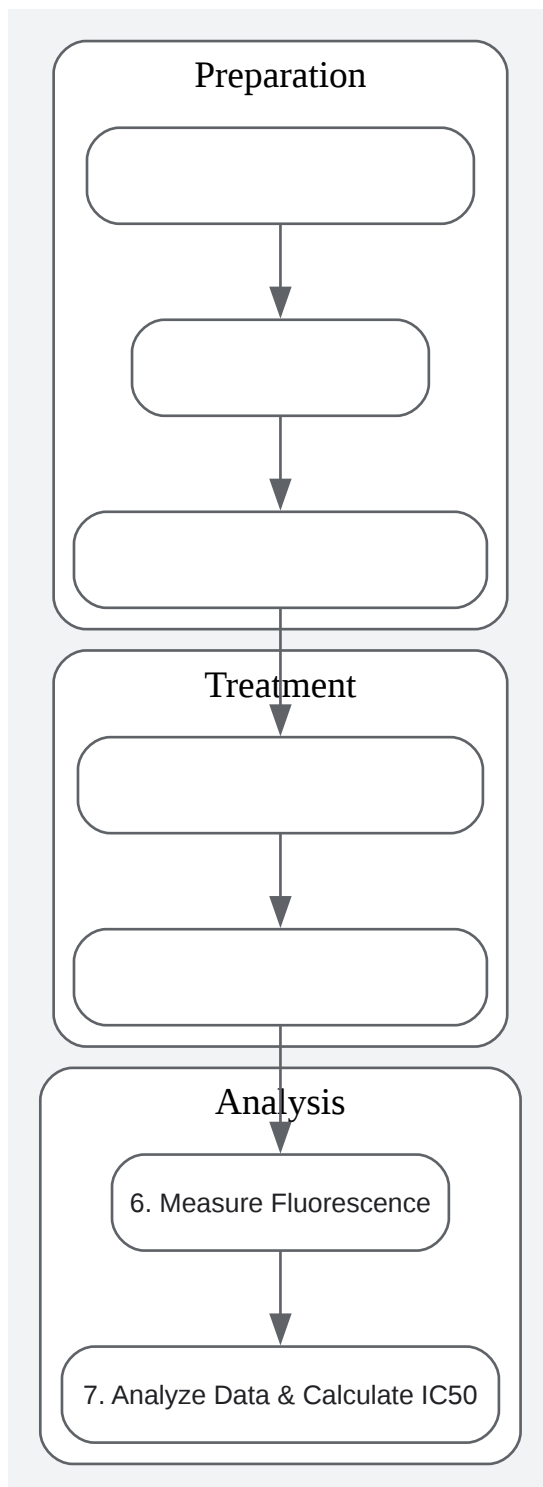 Preparation
Treatment
Analysis
6. Measure Fluorescence
7. Analyze Data & Calculate IC50